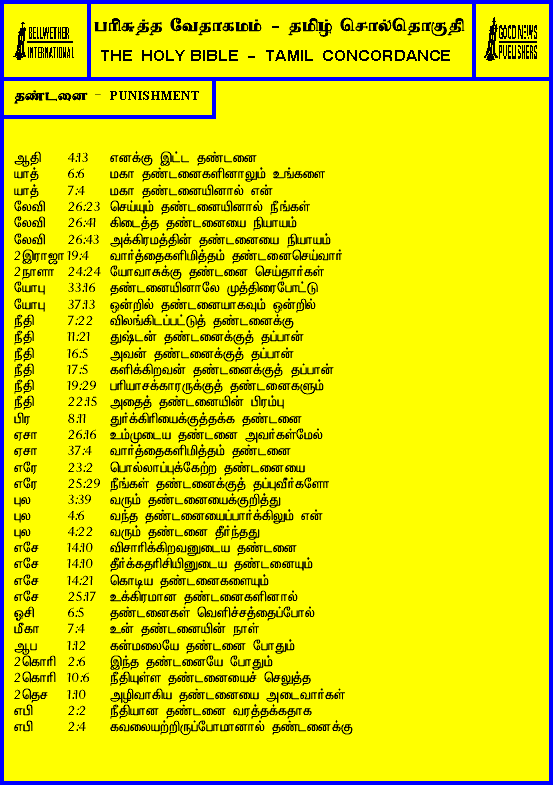 BELLWETHER
INTERNATIONAL
பரிசுத்த வேதாகமம் - தமிழ் சொல்தொகுதி
THE HOLY BIBLE - TAMIL CONCORDANCE
GOOD NEWS
PUBLISHERS
தண்டனை - PUNISHMENT
ஆதி 4:13 எனக்கு இட்ட தண்டனை
யாத் 6:6 மகா தண்டனைகளினாலும் உங்களை
யாத் 7:4 மகா தண்டனையினால் என்
லேவி 26:23 செய்யும் தண்டனையினால் நீங்கள்
லேவி 26:41 கிடைத்த தண்டனையை நியாயம்
லேவி 26:43 அக்கிரமத்தின் தண்டனையை நியாயம்
2இராஜா 19:4 வார்த்தைகளிமித்தம் தண்டனைசெய்வார்
2நாளா 24:24 யோவாசுக்கு தண்டனை செய்தார்கள்
யோபு 33:16 தண்டனையினாலே முத்திரைபோட்டு
யோபு 37:13 ஒன்றில் தண்டனையாகவும் ஒன்றில்
நீதி 7:22 விலங்கிடப்பட்டுத் தண்டனைக்கு
நீதி 11:21 துஷ்டன் தண்டனைக்குத் தப்பான்
நீதி 16:5 அவன் தண்டனைக்குத் தப்பான்
நீதி 17:5 களிக்கிறவன் தண்டனைக்குத் தப்பான்
நீதி 19:29 பரியாசக்காரருக்குத் தண்டனைகளும்
நீதி 22:15 அதைத் தண்டனையின் பிரம்பு
பிர 8:11 துர்க்கிரியைக்குத்தக்க தண்டனை
ஏசா 26:16 உம்முடைய தண்டனை அவர்கள்மேல்
ஏசா 37:4 வார்த்தைகளிமித்தம் தண்டனை
எரே 23:2 பொல்லாப்புக்கேற்ற தண்டனையை
எரே 25:29 நீங்கள் தண்டனைக்குத் தப்புவீர்களோ
புல 3:39 வரும் தண்டனையைக்குறித்து
புல 4:6 வந்த தண்டனையைப்பார்க்கிலும் என்
புல 4:22 வரும் தண்டனை தீர்ந்தது
எசே 14:10 விசாரிக்கிறவனுடைய தண்டனை
எசே 14:10 தீர்க்கதரிசியினுடைய தண்டனையும்
எசே 14:21 கொடிய தண்டனைகளையும்
எசே 25:17 உக்கிரமான தண்டனைகளினால்
ஓசி 6:5 தண்டனைகள் வெளிச்சத்தைப்போல்
மீகா 7:4 உன் தண்டனையின் நாள்
ஆப 1:12 கன்மலையே தண்டனை போதும்
2கொரி 2:6 இந்த தண்டனையே போதும்
2கொரி 10:6 நீதியுள்ள தண்டனையைச் செலுத்த
2தெச 1:10 அழிவாகிய தண்டனையை அடைவார்கள்
எபி 2:2 நீதியான தண்டனை வரத்தக்கதாக
எபி 2:4 கவலையற்றிருப்போமானால் தண்டனைக்கு